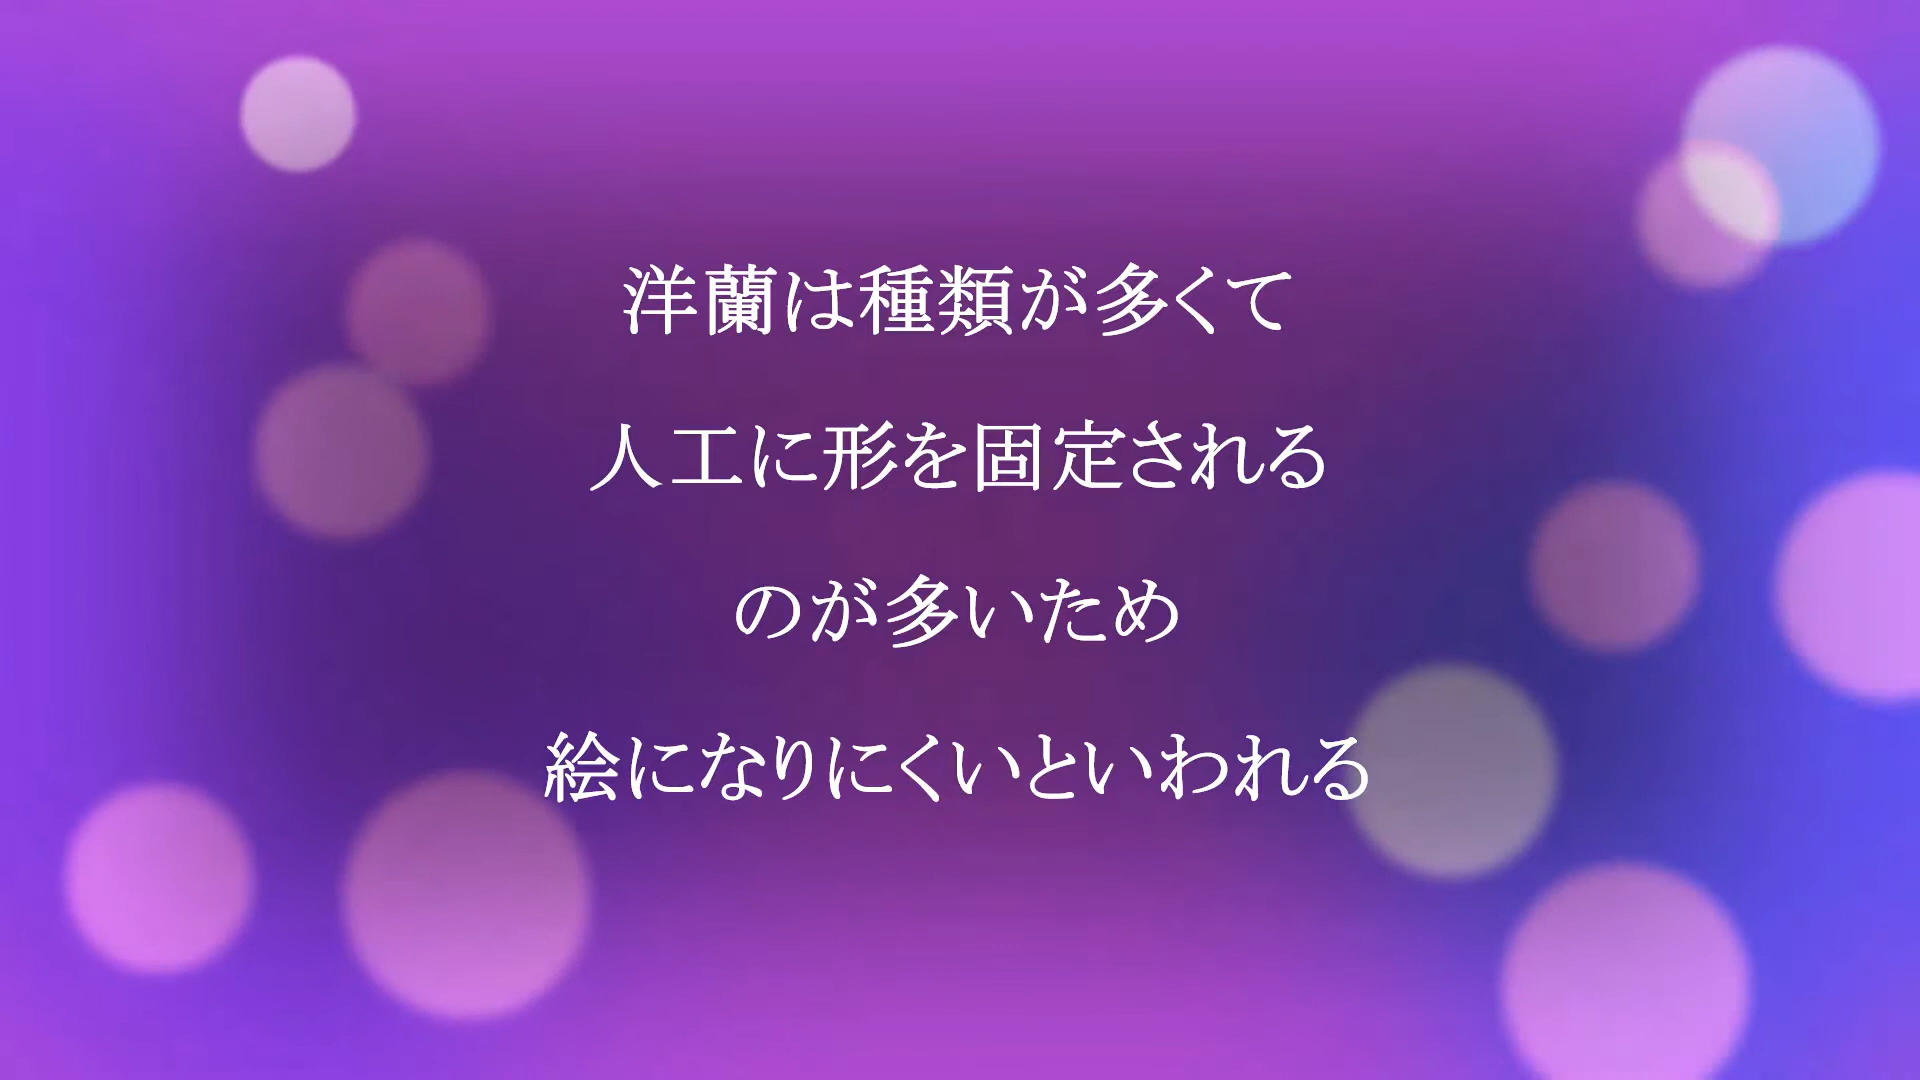 洋蘭は種類が多くて
人工に形を固定される
のが多いため
絵になりにくいといわれる